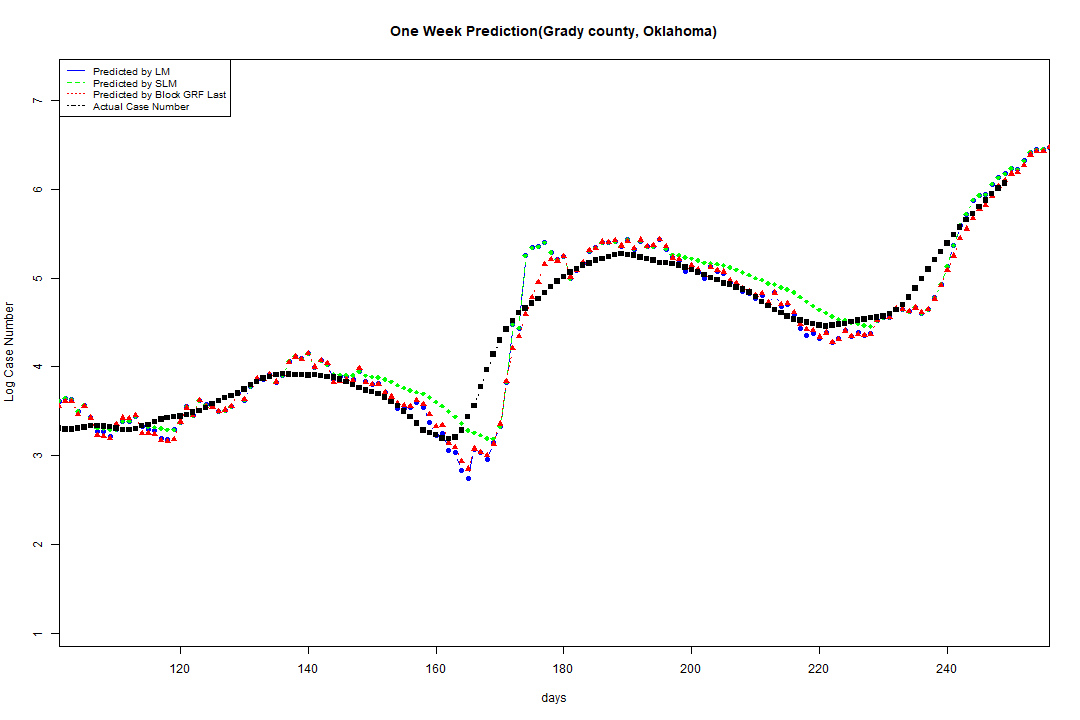 One Week Prediction(Grady county, Oklahoma)
Predicted by LM
Predicted by SLM
Predicted by Block GRF Last
Actual Case Number
7
6
5
4
3
2
1
Log Case Number
120 140 160 180 200 220 240
days